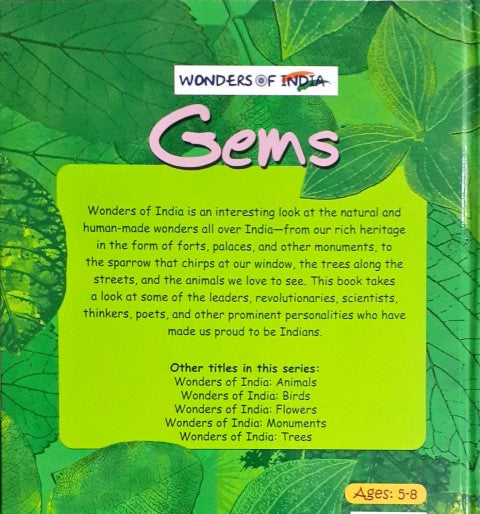 WONDERS OF INDIA
Gems
Wonders of India is an interesting look at the natural and
human-made wonders all over India—from our rich heritage
in the form of forts, palaces, and other monuments, to
the sparrow that chirps at our window, the trees along the
streets, and the animals we love to see. This book takes
a look at some of the leaders, revolutionaries, scientists,
thinkers, poets, and other prominent personalities who have
made us proud to be Indians.
Other titles in this series:
Wonders of India: Animals
Wonders of India: Birds
Wonders of India: Flowers
Wonders of India: Monuments
Wonders of India: Trees
Ages: 5-8